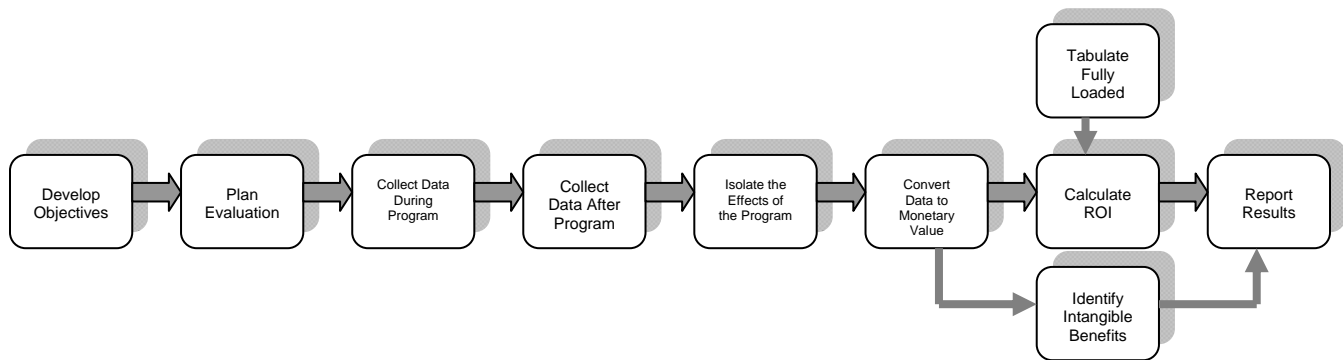 Tabulate
Fully
Loaded
Develop
Objectives
Plan
Evaluation
Collect Data
During
Program
Collect
Data After
Program
Isolate the
Effects of
the Program
Convert
Data to
Monetary
Value
Calculate
ROI
Report
Results
Identify
Intangible
Benefits